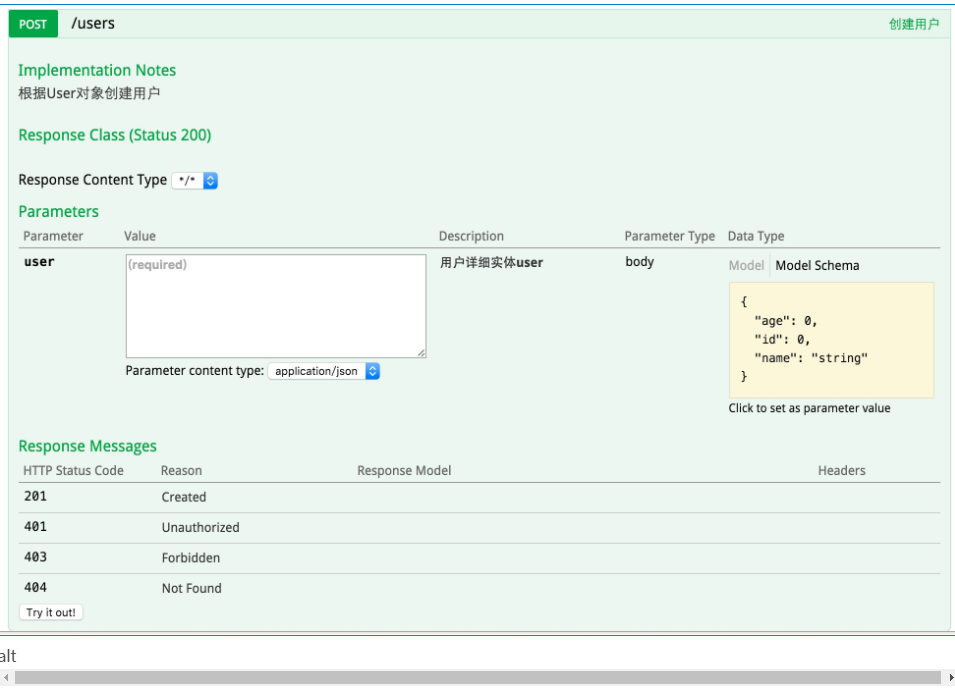 POST /users 创建用户
Implementation Notes
根据User对象创建用户
Response Class (Status 200)
Response Content Type */*
Parameters
Parameter Value Description Parameter Type Data Type
user (required) 用户详细实体user body Model Model Schema
{
"age": 0,
"id": 0,
"name": "string"
}
Parameter content type: application/json
Click to set as parameter value
Response Messages
HTTP Status Code Reason Response Model Headers
201 Created
401 Unauthorized
403 Forbidden
404 Not Found
Try it out!
alt